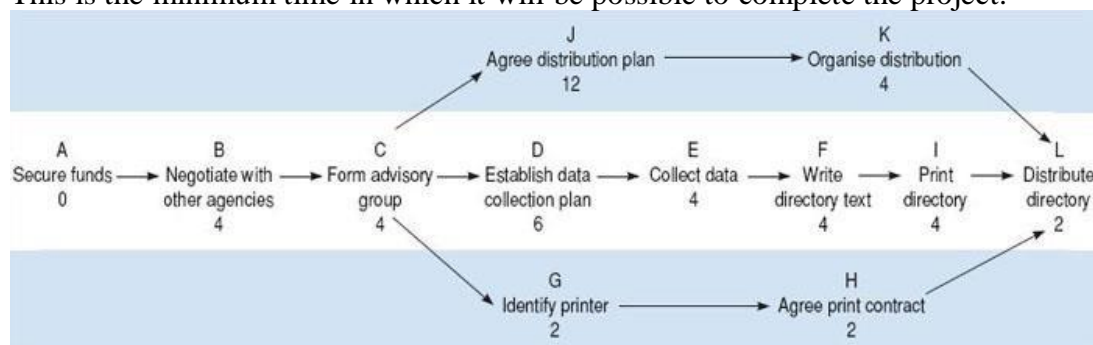 This is the minimum time in which it will be possible to complete the project.
J
Agree distribution plan
12
K
Organise distribution
4
A
Secure funds
0
B
Negotiate with
other agencies
4
C
Form advisory
group
4
D
Establish data
collection plan
6
E
Collect data
4
F
Write
directory text
4
I
Print
directory
4
L
Distribute
directory
2
G
Identify printer
2
H
Agree print contract
2